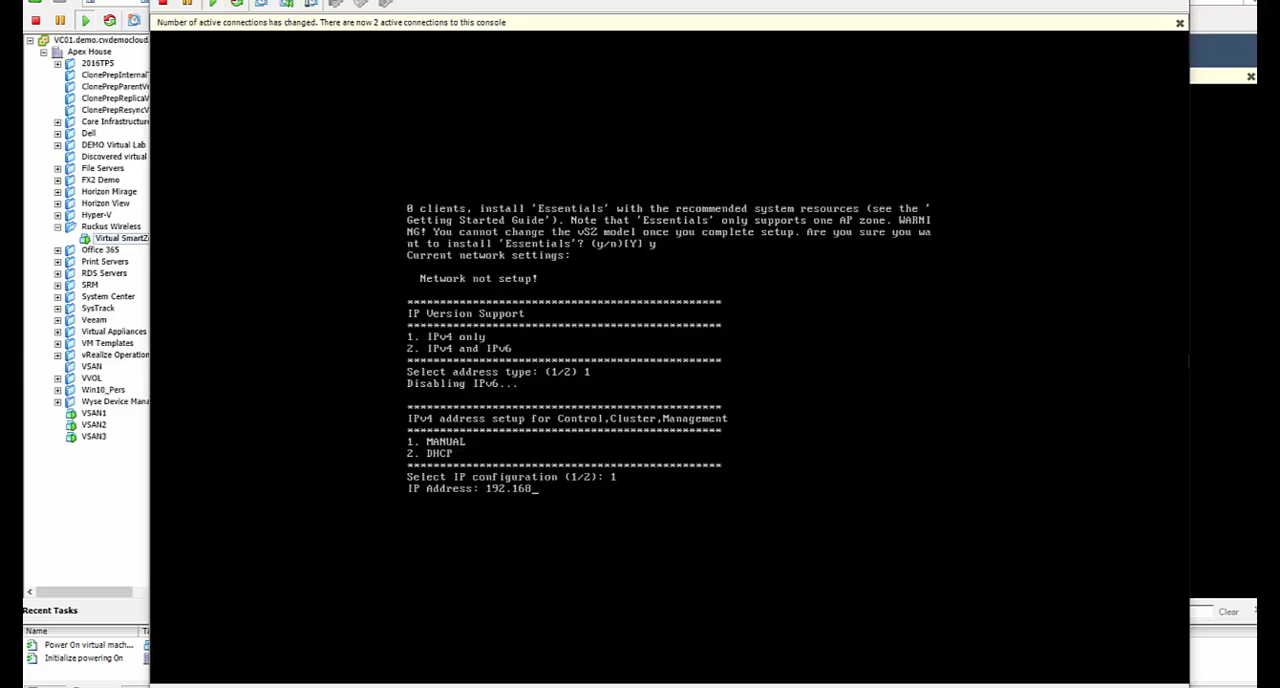 Number of active connections has changed. There are now 2 active connections to this console
VC01.demo.cwdemocloud.
Apex House
2016TP5
ClonePrepInternalT
ClonePrepParentV
ClonePrepReplicaV
ClonePrepResyncV
Core Infrastructure
Dell
DEMO Virtual Lab
Discovered virtual
File Servers
FX2 Demo
Horizon Mirage
Horizon View
Hyper-V
Ruckus Wireless
Virtual SmartZ
Office 365
Print Servers
RDS Servers
SRM
System Center
SysTrack
Veeam
Virtual Appliances
VM Templates
vRealize Operation
VSAN
VVOL
Win10_Pers
Wyse Device Mana
VSAN1
VSAN2
VSAN3
0 clients, install 'Essentials' with the recommended system resources (see the '
Getting Started Guide'). Note that 'Essentials' only supports one AP zone. WARNI
NG! You cannot change the vSZ model once you complete setup. Are you sure you wa
nt to install 'Essentials'? (y/n)[Y] y
Current network settings:
Network not setup!
************************************************
IP Version Support
************************************************
1. IPv4 only
2. IPv4 and IPv6
************************************************
Select address type: (1/2) 1
Disabling IPv6...
************************************************
IPv4 address setup for Control,Cluster,Management
************************************************
1. MANUAL
2. DHCP
************************************************
Select IP configuration (1/2): 1
IP Address: 192.168_
Recent Tasks
Clear
Name
Power On virtual mach...
Initialize powering On